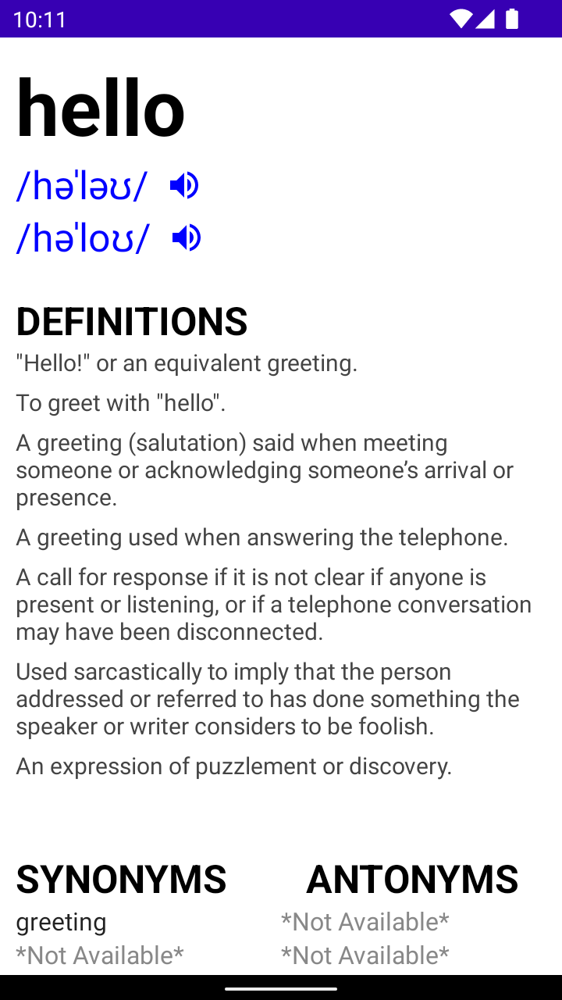 10:11
hello
/həˈləʊ/
/həˈloʊ/
DEFINITIONS
"Hello!" or an equivalent greeting.
To greet with "hello".
A greeting (salutation) said when meeting
someone or acknowledging someone’s arrival or
presence.
A greeting used when answering the telephone.
A call for response if it is not clear if anyone is
present or listening, or if a telephone conversation
may have been disconnected.
Used sarcastically to imply that the person
addressed or referred to has done something the
speaker or writer considers to be foolish.
An expression of puzzlement or discovery.
SYNONYMS ANTONYMS
greeting *Not Available*
*Not Available* *Not Available*